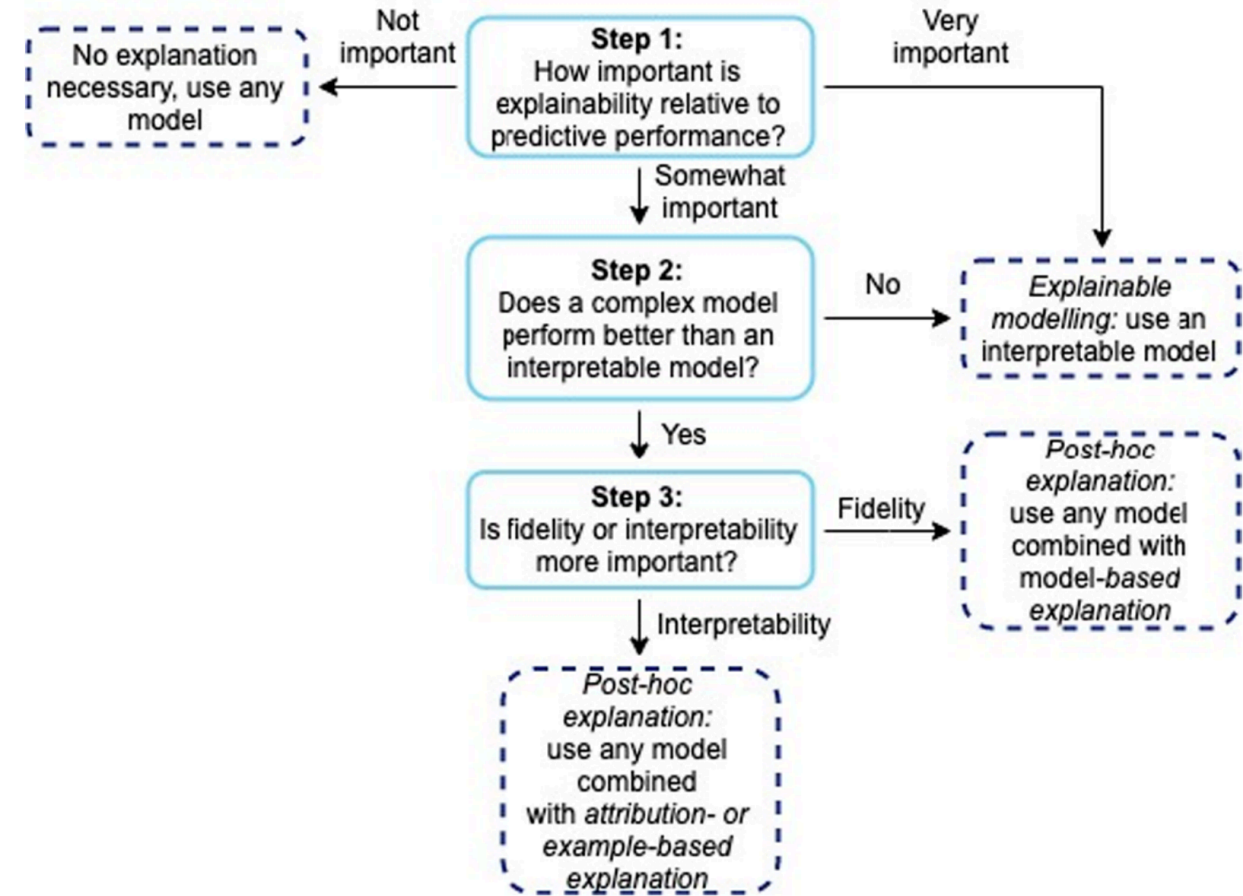 Not
important
Very
important
No explanation
necessary, use any
model
Step 1:
How important is
explainability relative to
predictive performance?
Somewhat
important
Step 2:
Does a complex model
perform better than an
interpretable model?
No
Explainable
modelling: use an
interpretable model
Yes
Step 3:
Is fidelity or interpretability
more important?
Fidelity
Post-hoc
explanation:
use any model
combined with
model-based
explanation
Interpretability
Post-hoc
explanation:
use any model
combined
with attribution- or
example-based
explanation